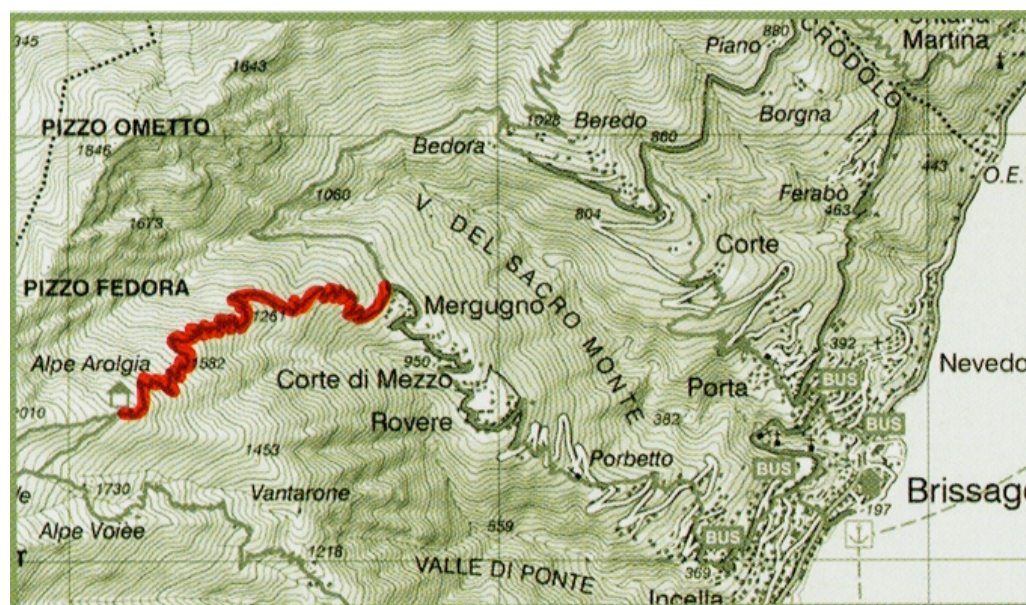 Martina
CRODOLO
880
Piano
345
1643
Borgna
1028
Beredo
PIZZO OMETTO
860
Bedora
1846
443
O.E.
Ferabo
1060
463
804
V. DEL SACRO MONTE
1673
Corte
PIZZO FEDORA
Mergugno
1261
392
Alpe Arolgia
1582
950
Nevedo
Corte di Mezzo
Porta
BUS
2010
Rovere
382
BUS
1453
Porbetto
BUS
1730
Vantarone
Brissago
197
559
Alpe Voièe
BUS
1218
VALLE DI PONTE
369
Incella